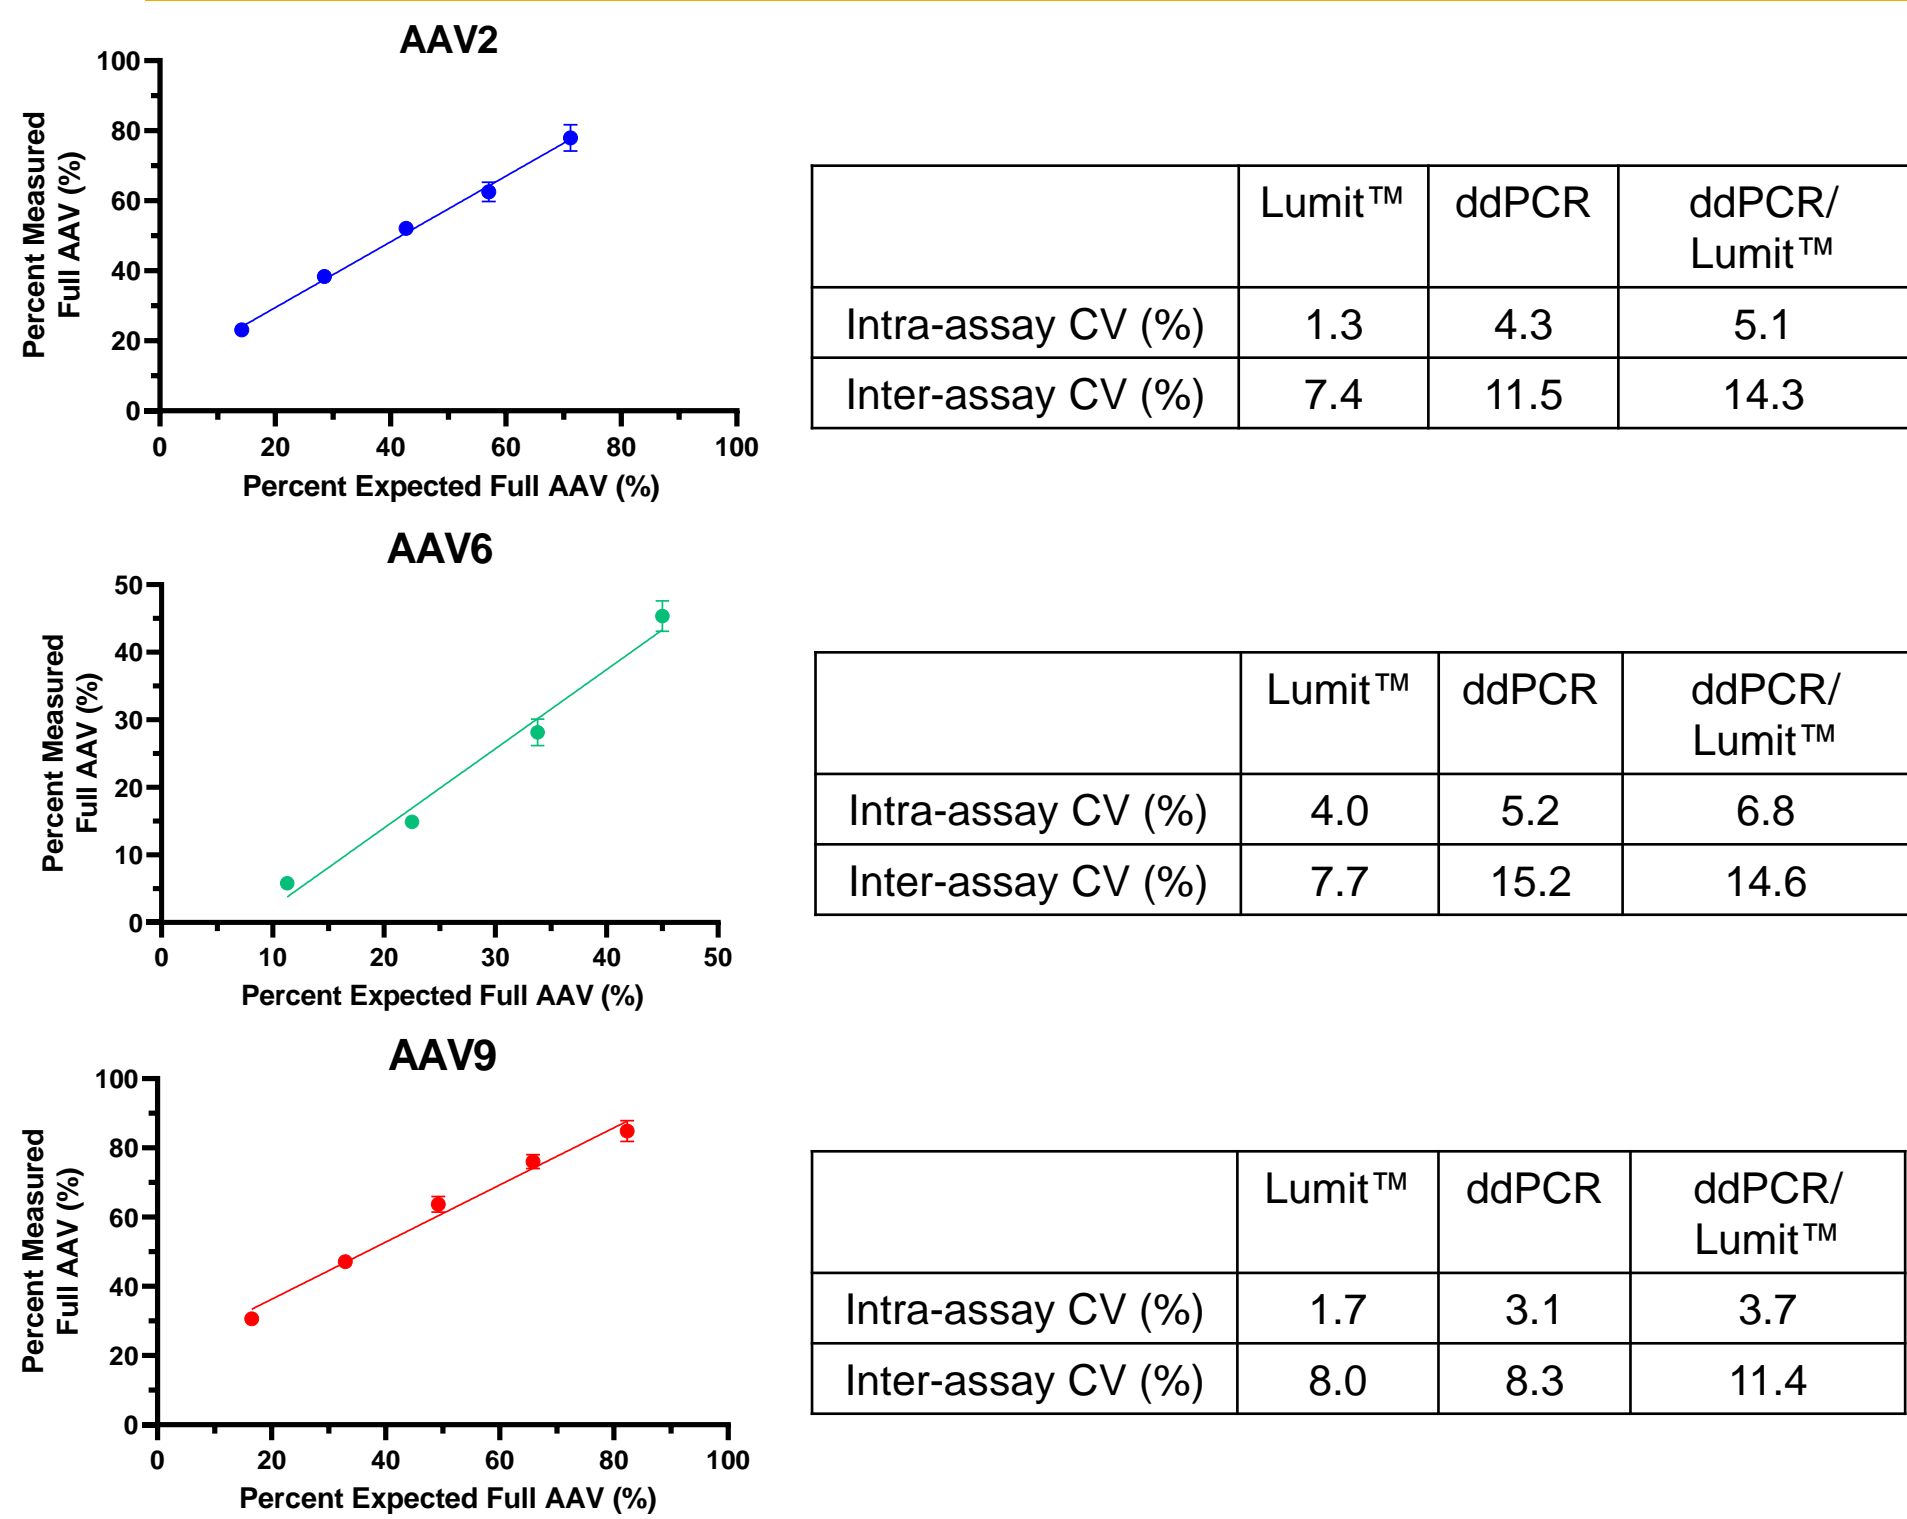 AAV2
100
80
60
40
20
0
Percent Measured
Full AAV (%)
0 20 40 60 80 100
Percent Expected Full AAV (%)
Lumit™ ddPCR ddPCR/
Lumit™
Intra-assay CV (%) 1.3 4.3 5.1
Inter-assay CV (%) 7.4 11.5 14.3
AAV6
50
40
30
20
10
0
Percent Measured
Full AAV (%)
0 10 20 30 40 50
Percent Expected Full AAV (%)
Lumit™ ddPCR ddPCR/
Lumit™
Intra-assay CV (%) 4.0 5.2 6.8
Inter-assay CV (%) 7.7 15.2 14.6
AAV9
100
80
60
40
20
0
Percent Measured
Full AAV (%)
0 20 40 60 80 100
Percent Expected Full AAV (%)
Lumit™ ddPCR ddPCR/
Lumit™
Intra-assay CV (%) 1.7 3.1 3.7
Inter-assay CV (%) 8.0 8.3 11.4